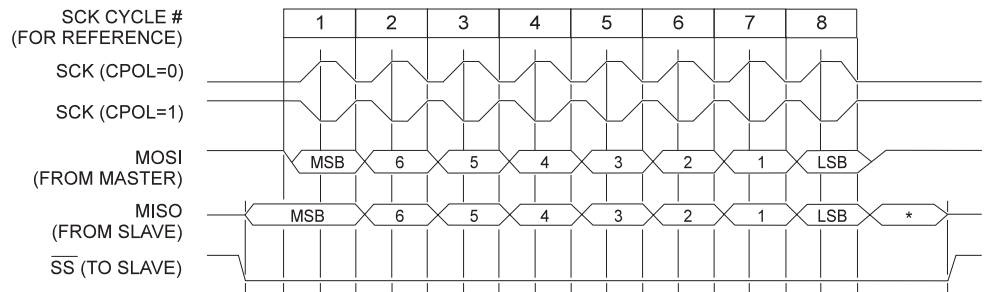 SCK CYCLE # 1 2 3 4 5 6 7 8
(FOR REFERENCE)
SCK (CPOL=0)
SCK (CPOL=1)
MOSI MSB 6 5 4 3 2 1 LSB
(FROM MASTER)
MISO MSB 6 5 4 3 2 1 LSB *
(FROM SLAVE)
S̅S̅ (TO SLAVE)